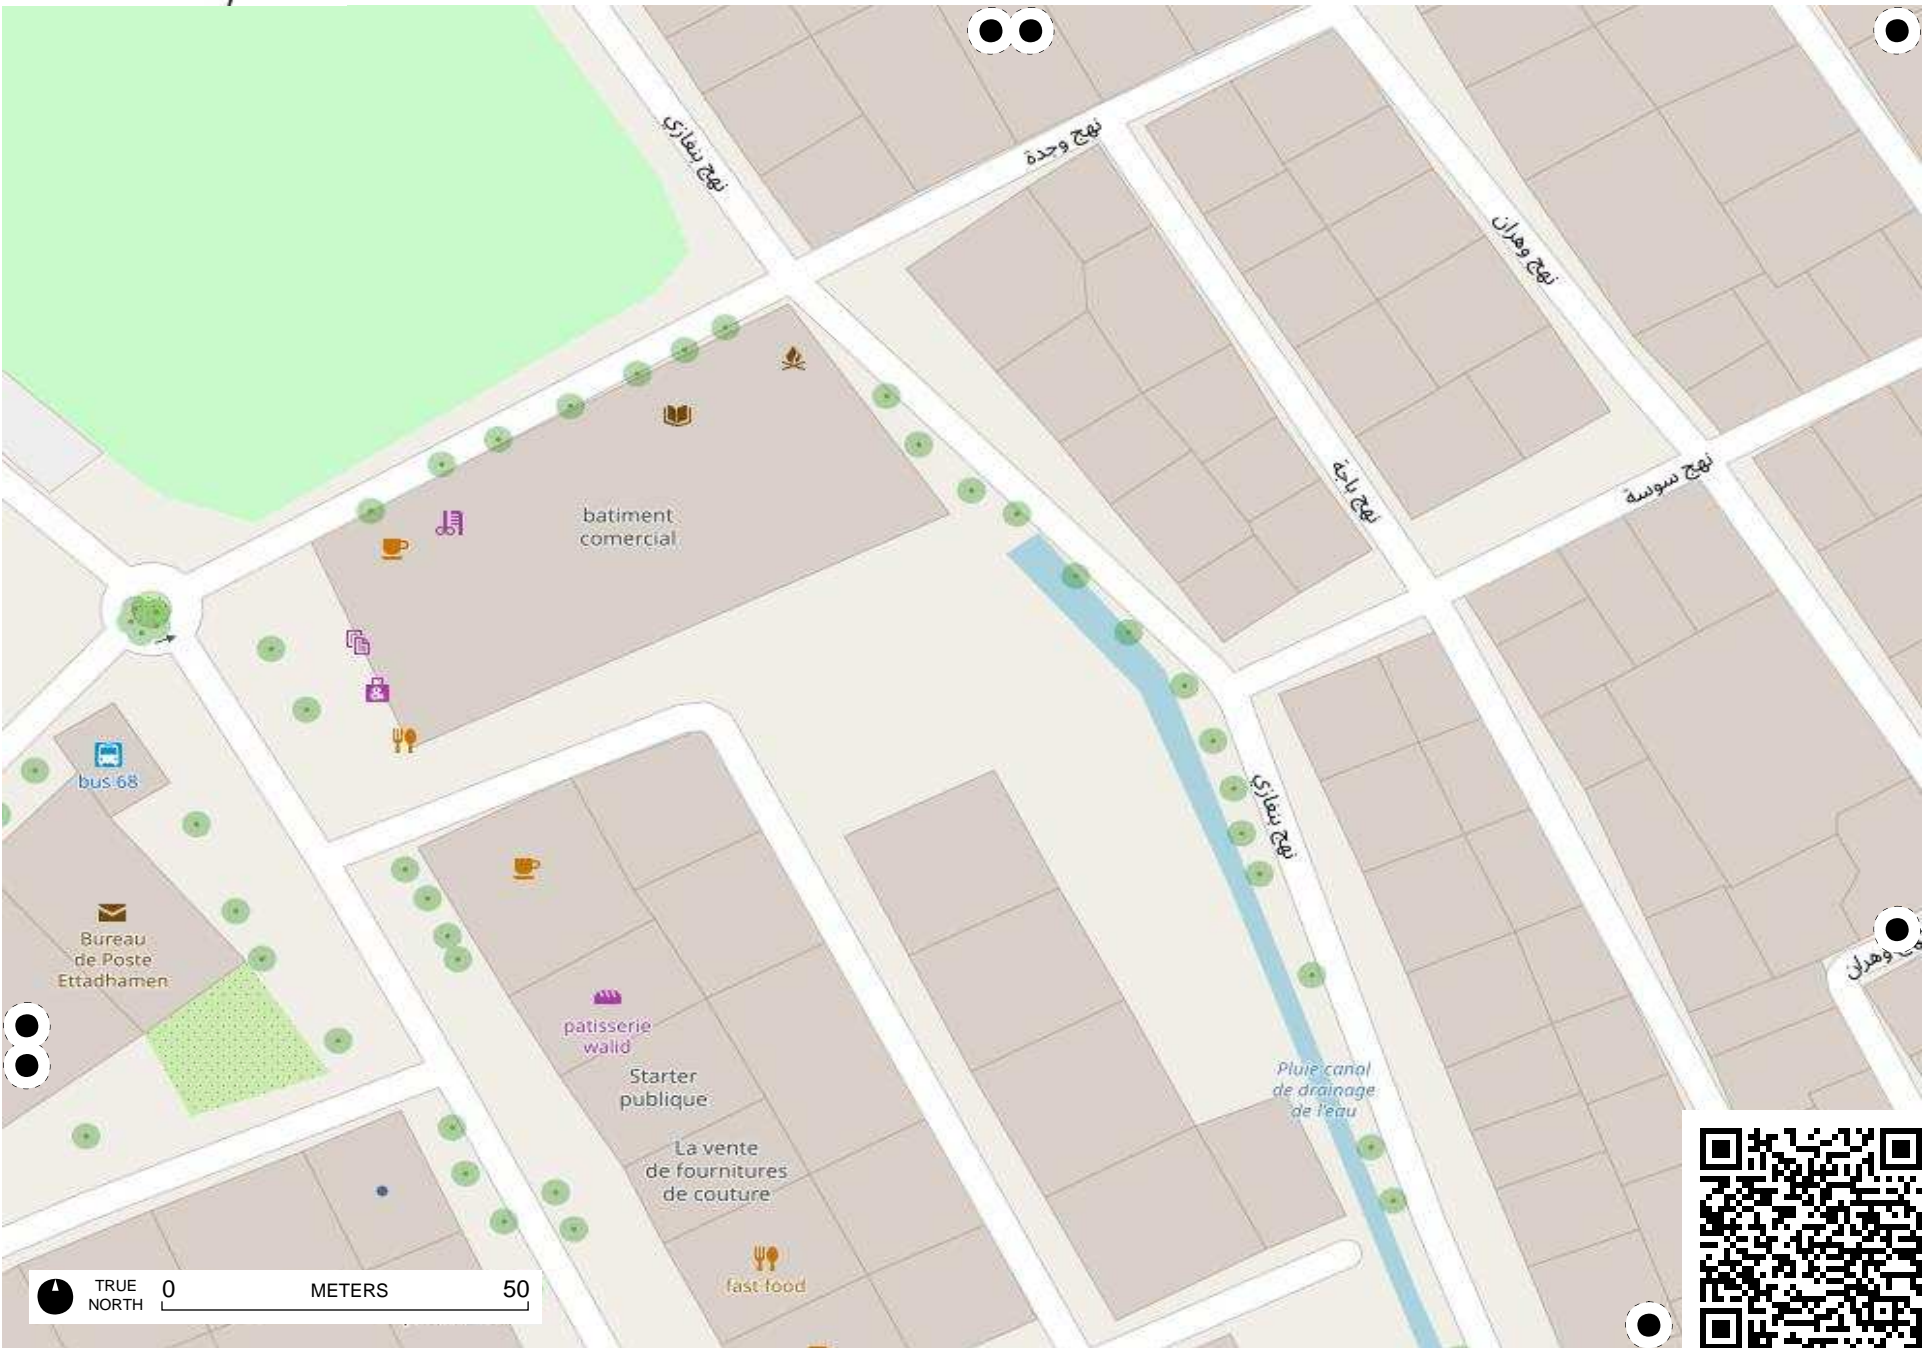 نهج بنغازي
نهج وجدة
نهج وهران
نهج باجة
نهج سوسة
batiment
comercial
bus 68
نهج بنغازي
Bureau
de Poste
Ettadhamen
نهج وهران
patisserie
walid
Starter
publique
Pluie canal
de drainage
de l'eau
La vente
de fournitures
de couture
fast food
TRUE
NORTH
0 METERS 50